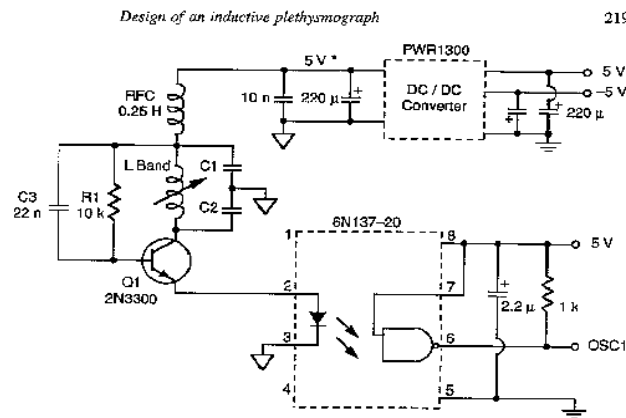 Design of an inductive plethysmograph 219
PWR1300
5 V *
5 V
RFC
0.25 H
10 n
220 µ
+
DC / DC
Converter
-5 V
+
+
220 µ
L Band
C1
C2
C3
22 n
R1
10 k
Q1
2N3300
6N137-20
1
8
5 V
2
7
+
2.2 µ
1 k
3
6
OSC1
4
5